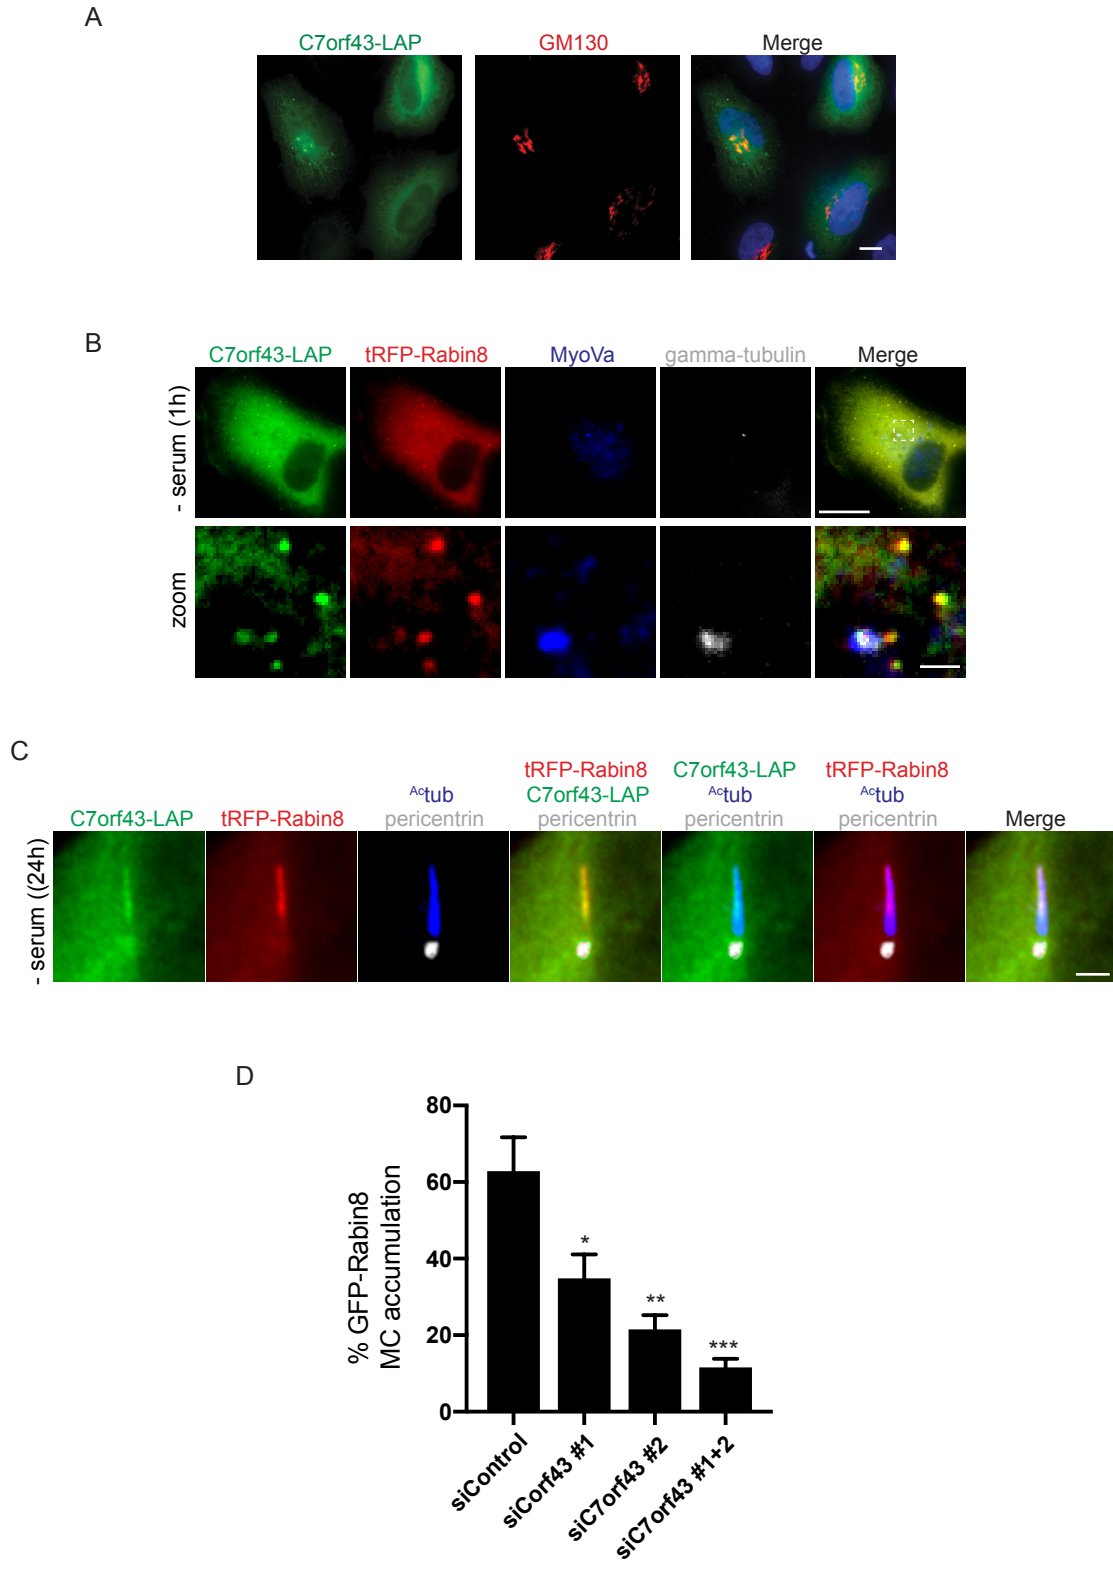 A
C7orf43-LAP GM130 Merge
B
C7orf43-LAP tRFP-Rabin8 MyoVa gamma-tubulin Merge
- serum (1h)
zoom
C
tRFP-Rabin8 C7orf43-LAP tRFP-Rabin8
Actub C7orf43-LAP Actub Actub
C7orf43-LAP tRFP-Rabin8 pericentrin pericentrin pericentrin pericentrin Merge
- serum ((24h)
D
% GFP-Rabin8
MC accumulation
80
60
40
20
0
*
**
***
siControl
siCorf43 #1
siC7orf43 #2
siC7orf43 #1+2